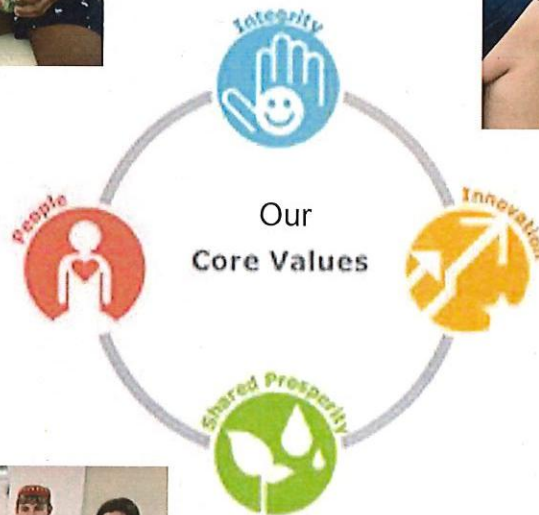 Integrity
People
Our
Core Values
Innovation
Shared Prosperity